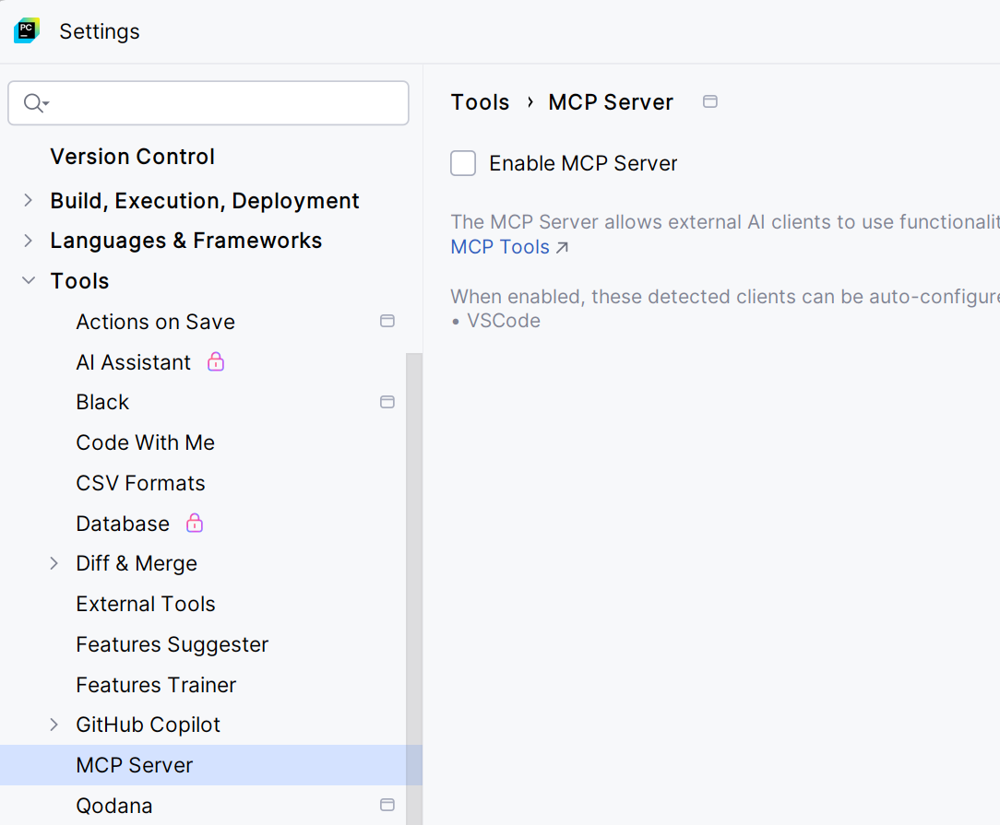 PC
Settings
Version Control
Build, Execution, Deployment
Languages & Frameworks
Tools
Actions on Save
AI Assistant
Black
Code With Me
CSV Formats
Database
Diff & Merge
External Tools
Features Suggester
Features Trainer
GitHub Copilot
MCP Server
Qodana
Tools › MCP Server
Enable MCP Server
The MCP Server allows external AI clients to use
MCP Tools ↗
When enabled, these detected clients can be
• VSCode